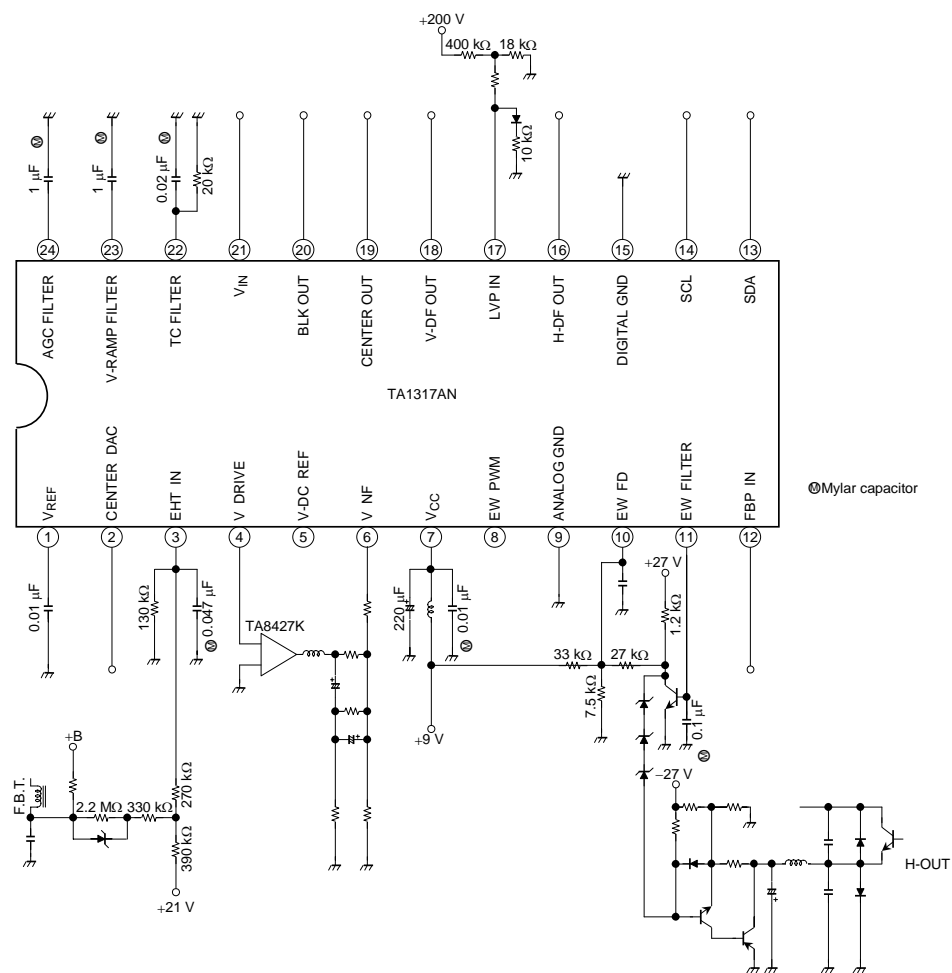 +200 V
400 kΩ
18 kΩ
10 kΩ
M
1 μF
M
1 μF
M
0.02 μF
20 kΩ
24
23
22
21
20
19
18
17
16
15
14
13
AGC FILTER
V-RAMP FILTER
TC FILTER
VIN
BLK OUT
CENTER OUT
V-DF OUT
LVP IN
H-DF OUT
DIGITAL GND
SCL
SDA
TA1317AN
VREF
CENTER DAC
EHT IN
V DRIVE
V-DC REF
V NF
VCC
EW PWM
ANALOG GND
EW FD
EW FILTER
FBP IN
MMylar capacitor
1
2
3
4
5
6
7
8
9
10
11
12
0.01 μF
130 kΩ
0.047 μF
M
TA8427K
220 μF
0.01 μF
M
+27 V
1.2 kΩ
33 kΩ
27 kΩ
7.5 kΩ
0.1 μF
M
+9 V
+B
F.B.T.
2.2 MΩ
330 kΩ
270 kΩ
390 kΩ
+21 V
−27 V
H-OUT